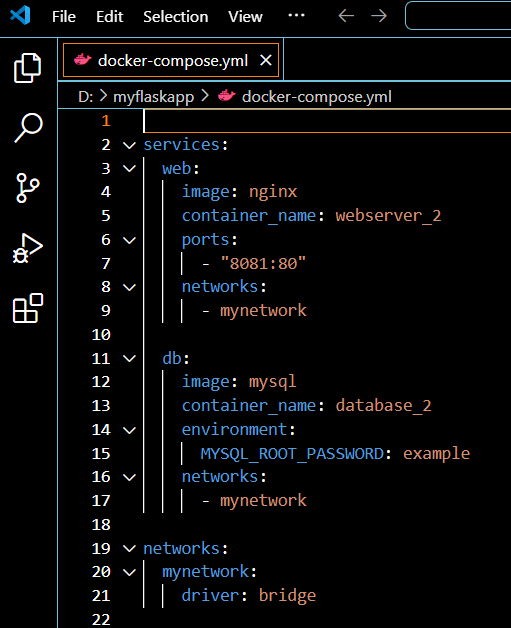 File Edit Selection View ...
docker-compose.yml
D: > myflaskapp > docker-compose.yml
1
2 services:
3   web:
4     image: nginx
5     container_name: webserver_2
6     ports:
7       - "8081:80"
8     networks:
9       - mynetwork
10
11   db:
12     image: mysql
13     container_name: database_2
14     environment:
15       MYSQL_ROOT_PASSWORD: example
16     networks:
17       - mynetwork
18
19 networks:
20   mynetwork:
21     driver: bridge
22